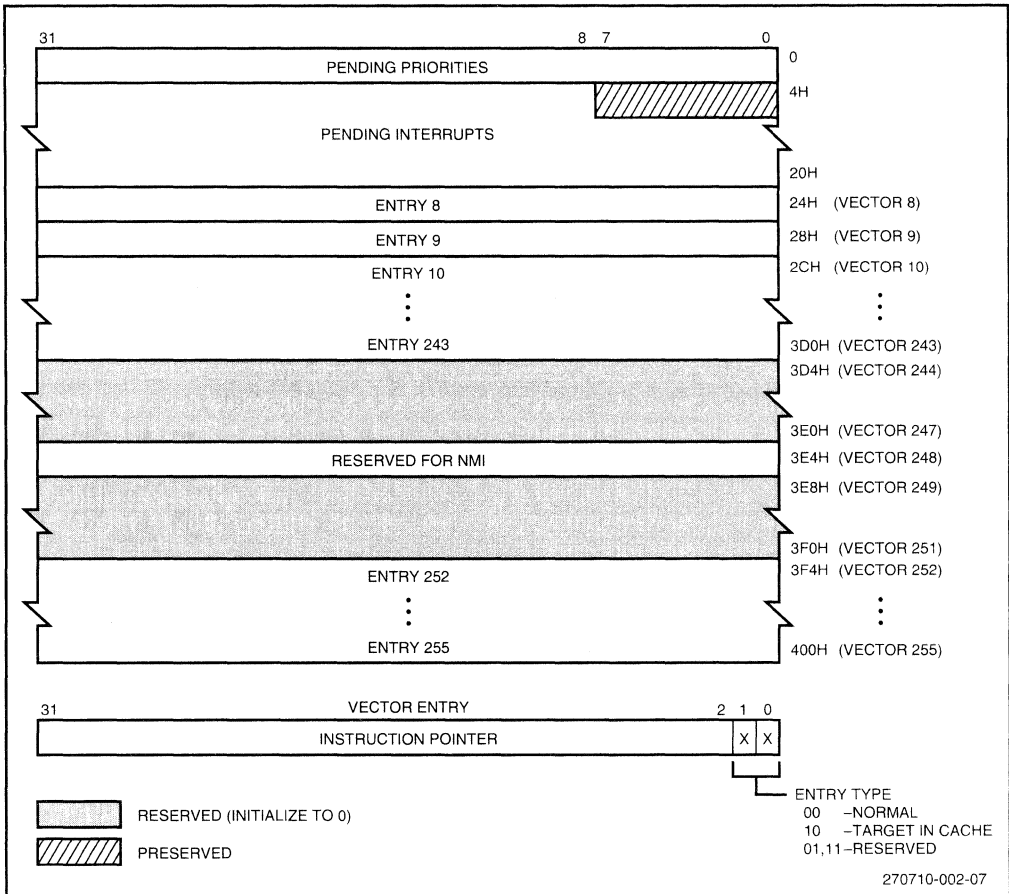 31 8 7 0
PENDING PRIORITIES 0
4H
PENDING INTERRUPTS
20H
ENTRY 8 24H (VECTOR 8)
ENTRY 9 28H (VECTOR 9)
ENTRY 10 2CH (VECTOR 10)
ENTRY 243 3D0H (VECTOR 243)
3D4H (VECTOR 244)
3E0H (VECTOR 247)
RESERVED FOR NMI 3E4H (VECTOR 248)
3E8H (VECTOR 249)
3F0H (VECTOR 251)
ENTRY 252 3F4H (VECTOR 252)
ENTRY 255 400H (VECTOR 255)
31 VECTOR ENTRY 2 1 0
INSTRUCTION POINTER X X
ENTRY TYPE
00 –NORMAL
10 –TARGET IN CACHE
01,11–RESERVED
RESERVED (INITIALIZE TO 0)
PRESERVED
270710-002-07